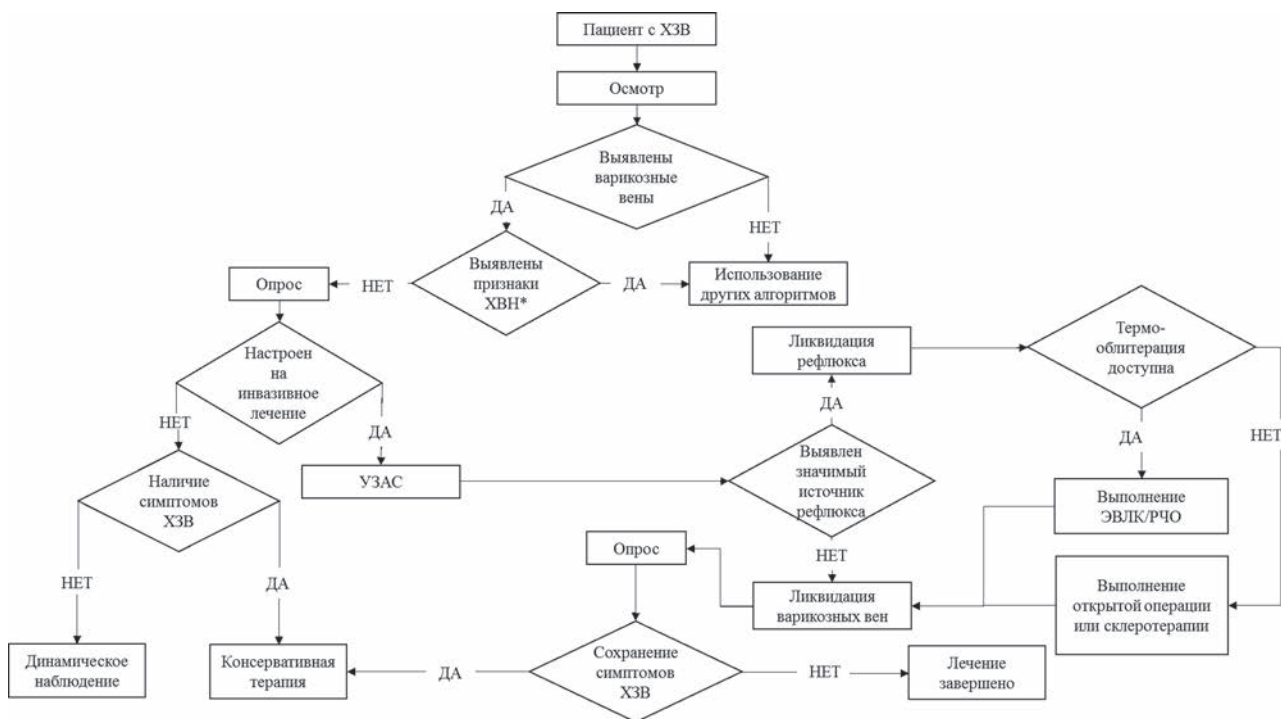 Пациент с ХЗВ
Осмотр
Выявлены
варикозные
вены
ДА
НЕТ
Выявлены
признаки
ХВН*
НЕТ
ДА
Опрос
Использование
других алгоритмов
Настроен
на
инвазивное
лечение
НЕТ
ДА
Ликвидация
рефлюкса
Термо-
облитерация
доступна
ДА
НЕТ
ДА
Наличие
симптомов
ХЗВ
УЗАС
Выявлен
значимый
источник
рефлюкса
Выполнение
ЭВЛК/РЧО
НЕТ
НЕТ
ДА
Опрос
Ликвидация
варикозных вен
Выполнение
открытой операции
или склеротерапии
Динамическое
наблюдение
Консервативная
терапия
ДА
Сохранение
симптомов
ХЗВ
НЕТ
Лечение
завершено